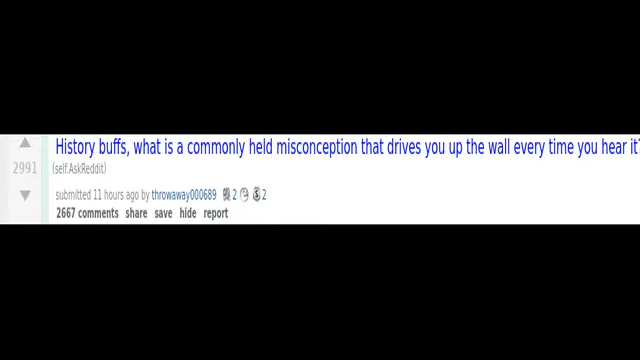 History buffs, what is a commonly held misconception that drives you up the wall every time you hear it?
2991
(self.AskReddit)
submitted 11 hours ago by throwaway000689 2 2
2667 comments share save hide report